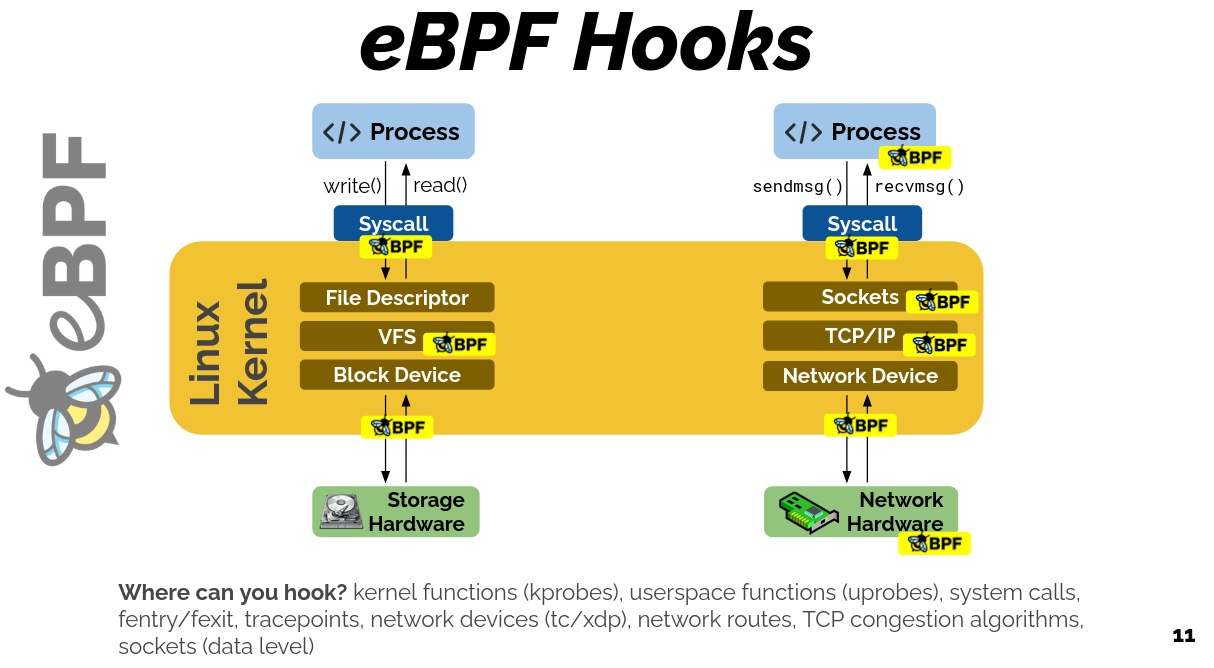 eBPF Hooks
eBPF
</> Process
write()
read()
Syscall
BPF
Linux
Kernel
File Descriptor
VFS
BPF
Block Device
BPF
Storage
Hardware
</> Process
BPF
sendmsg()
recvmsg()
Syscall
BPF
Sockets
BPF
TCP/IP
BPF
Network Device
BPF
Network
Hardware
BPF
Where can you hook? kernel functions (kprobes), userspace functions (uprobes), system calls,
fentry/fexit, tracepoints, network devices (tc/xdp), network routes, TCP congestion algorithms,
sockets (data level)
11